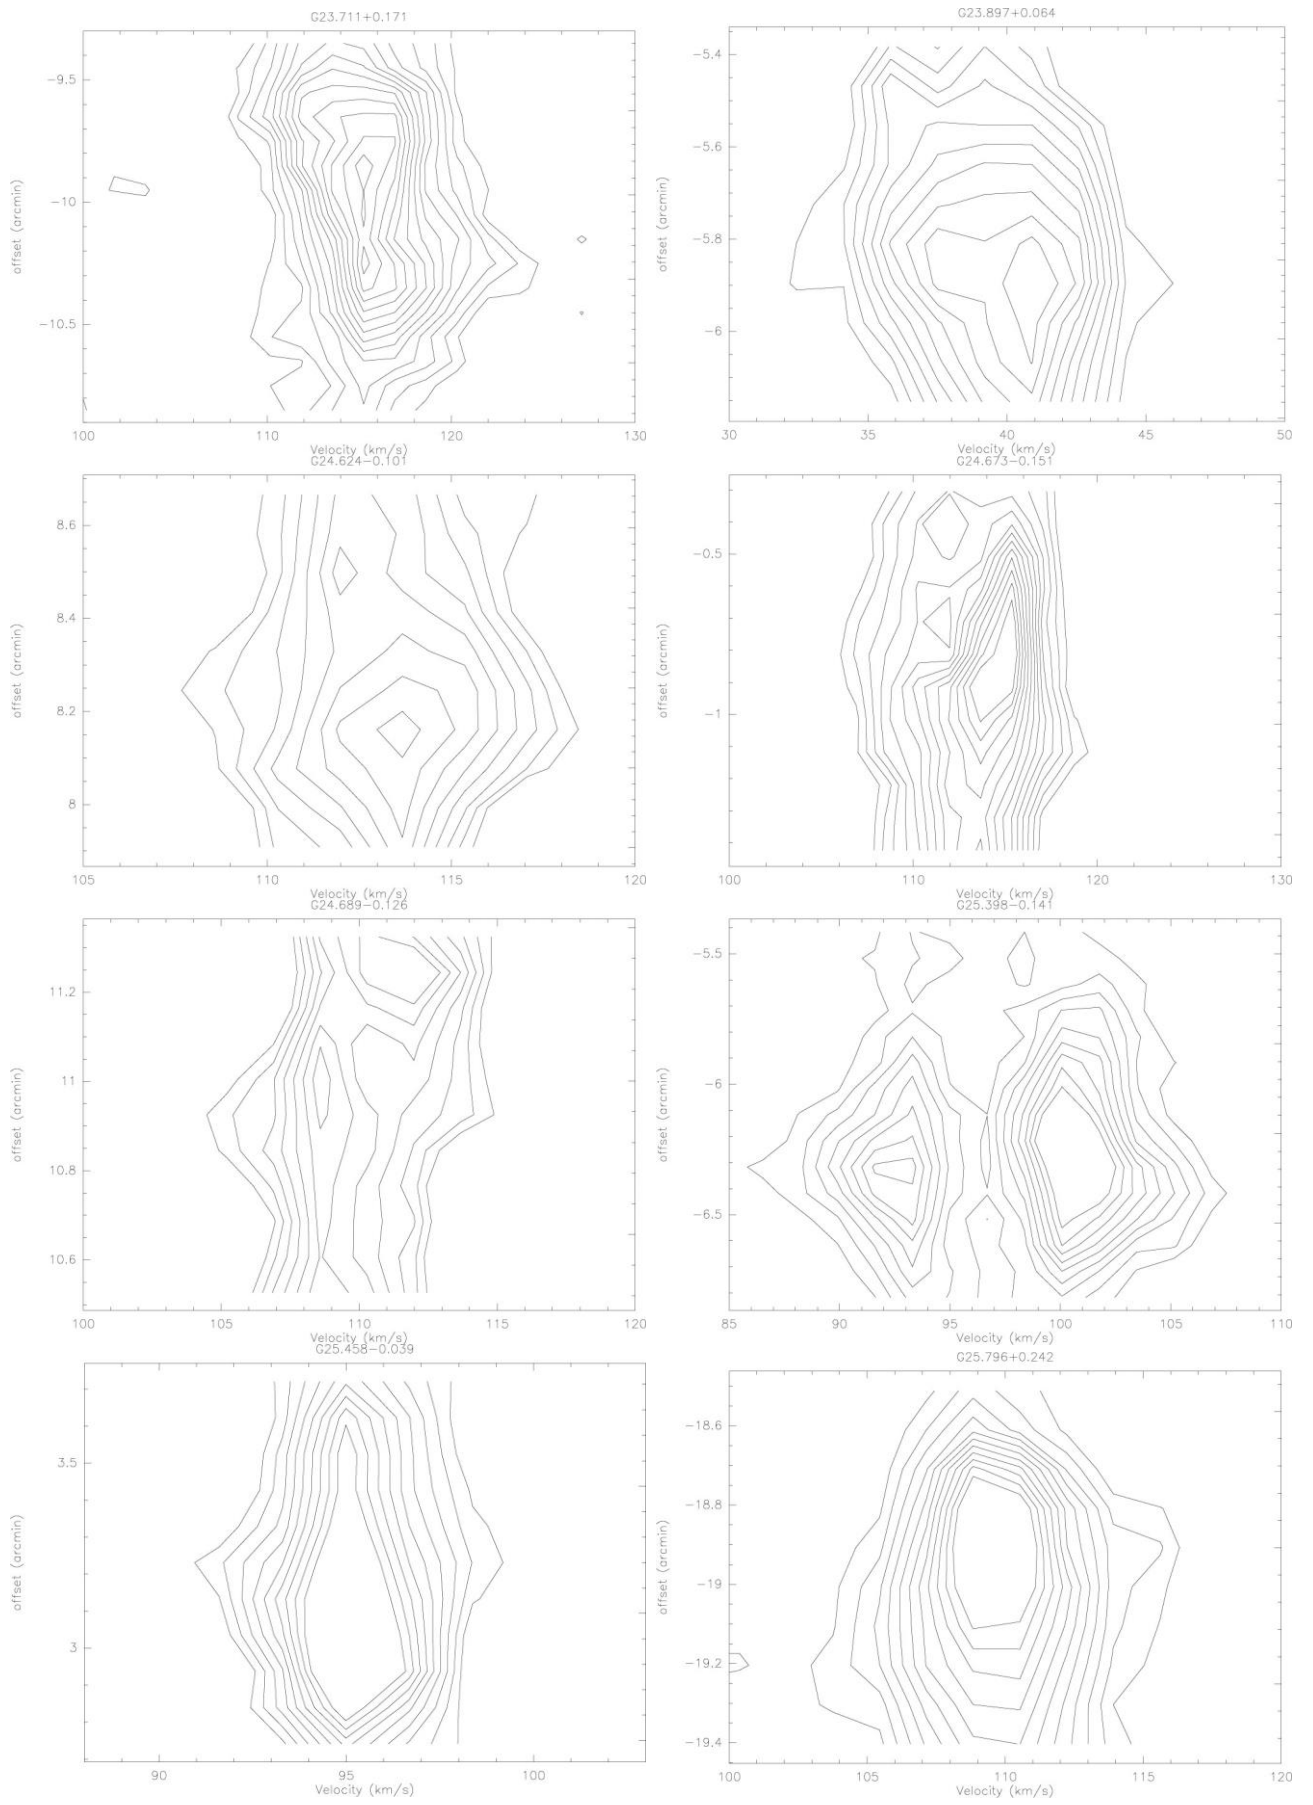 G23.711+0.171
−9.5
−10
−10.5
offset (arcmin)
100 110 120 130
Velocity (km/s)
G23.897+0.064
−5.4
−5.6
−5.8
−6
offset (arcmin)
30 35 40 45 50
Velocity (km/s)
G24.624−0.101
8.6
8.4
8.2
8
offset (arcmin)
105 110 115 120
Velocity (km/s)
G24.673−0.151
−0.5
−1
offset (arcmin)
100 110 120 130
Velocity (km/s)
G24.689−0.126
11.2
11
10.8
10.6
offset (arcmin)
100 105 110 115 120
Velocity (km/s)
G25.398−0.141
−5.5
−6
−6.5
offset (arcmin)
85 90 95 100 105 110
Velocity (km/s)
G25.458−0.039
3.5
3
offset (arcmin)
90 95 100
Velocity (km/s)
G25.796+0.242
−18.6
−18.8
−19
−19.2
−19.4
offset (arcmin)
100 105 110 115 120
Velocity (km/s)